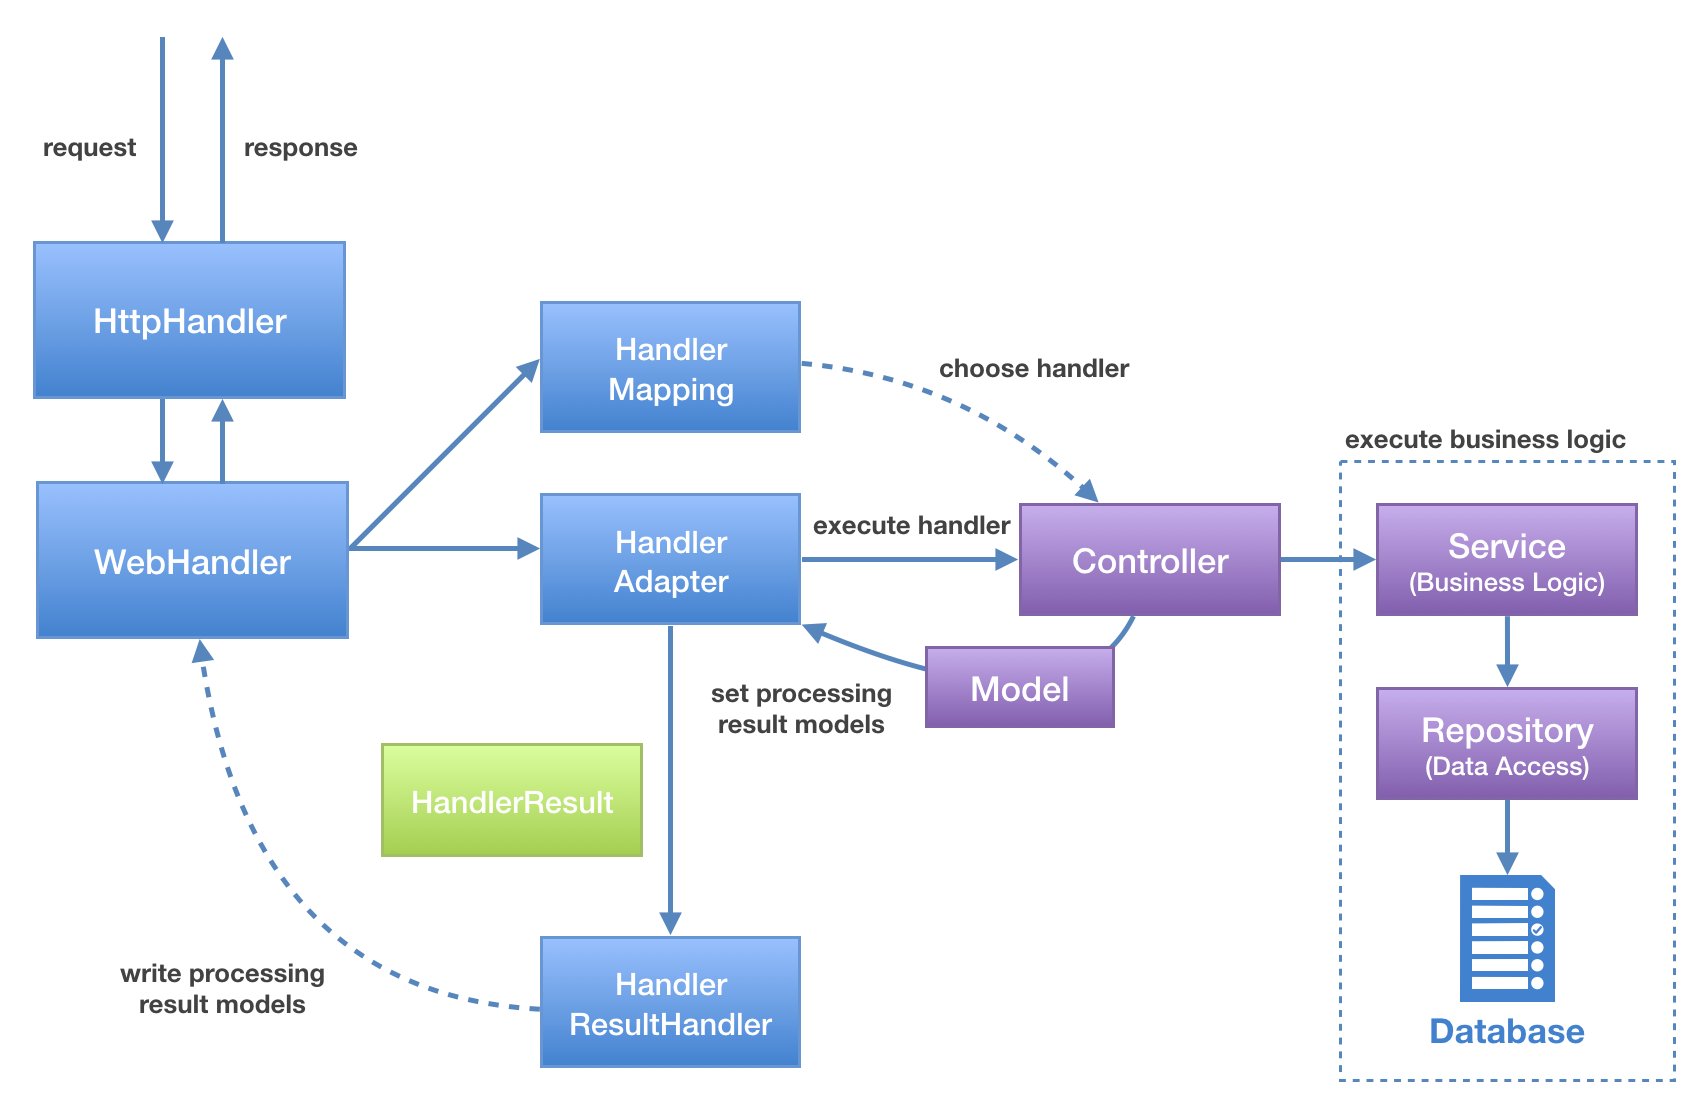 request
response
HttpHandler
WebHandler
Handler
Mapping
choose handler
Handler
Adapter
execute handler
Controller
execute business logic
Service
(Business Logic)
Repository
(Data Access)
Database
Model
set processing
result models
HandlerResult
Handler
ResultHandler
write processing
result models